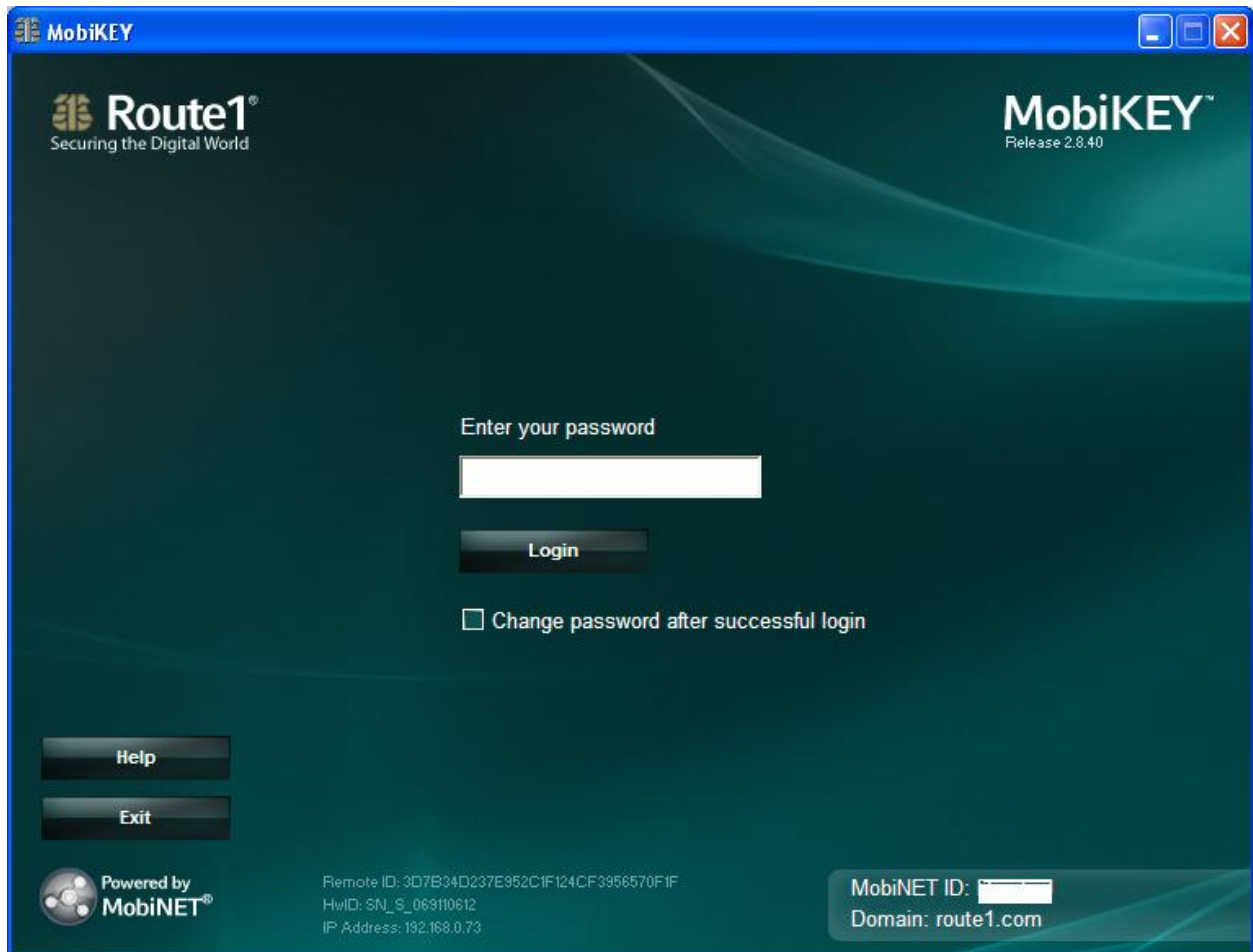 MobiKEY
Route1®
Securing the Digital World
MobiKEY™
Release 2.8.40
Enter your password
Login
Change password after successful login
Help
Exit
Powered by
MobiNET®
Remote ID: 3D7B34D237E952C1F124CF3956570F1F
HwID: SN_S_069110612
IP Address: 192.168.0.73
MobiNET ID:
Domain: route1.com